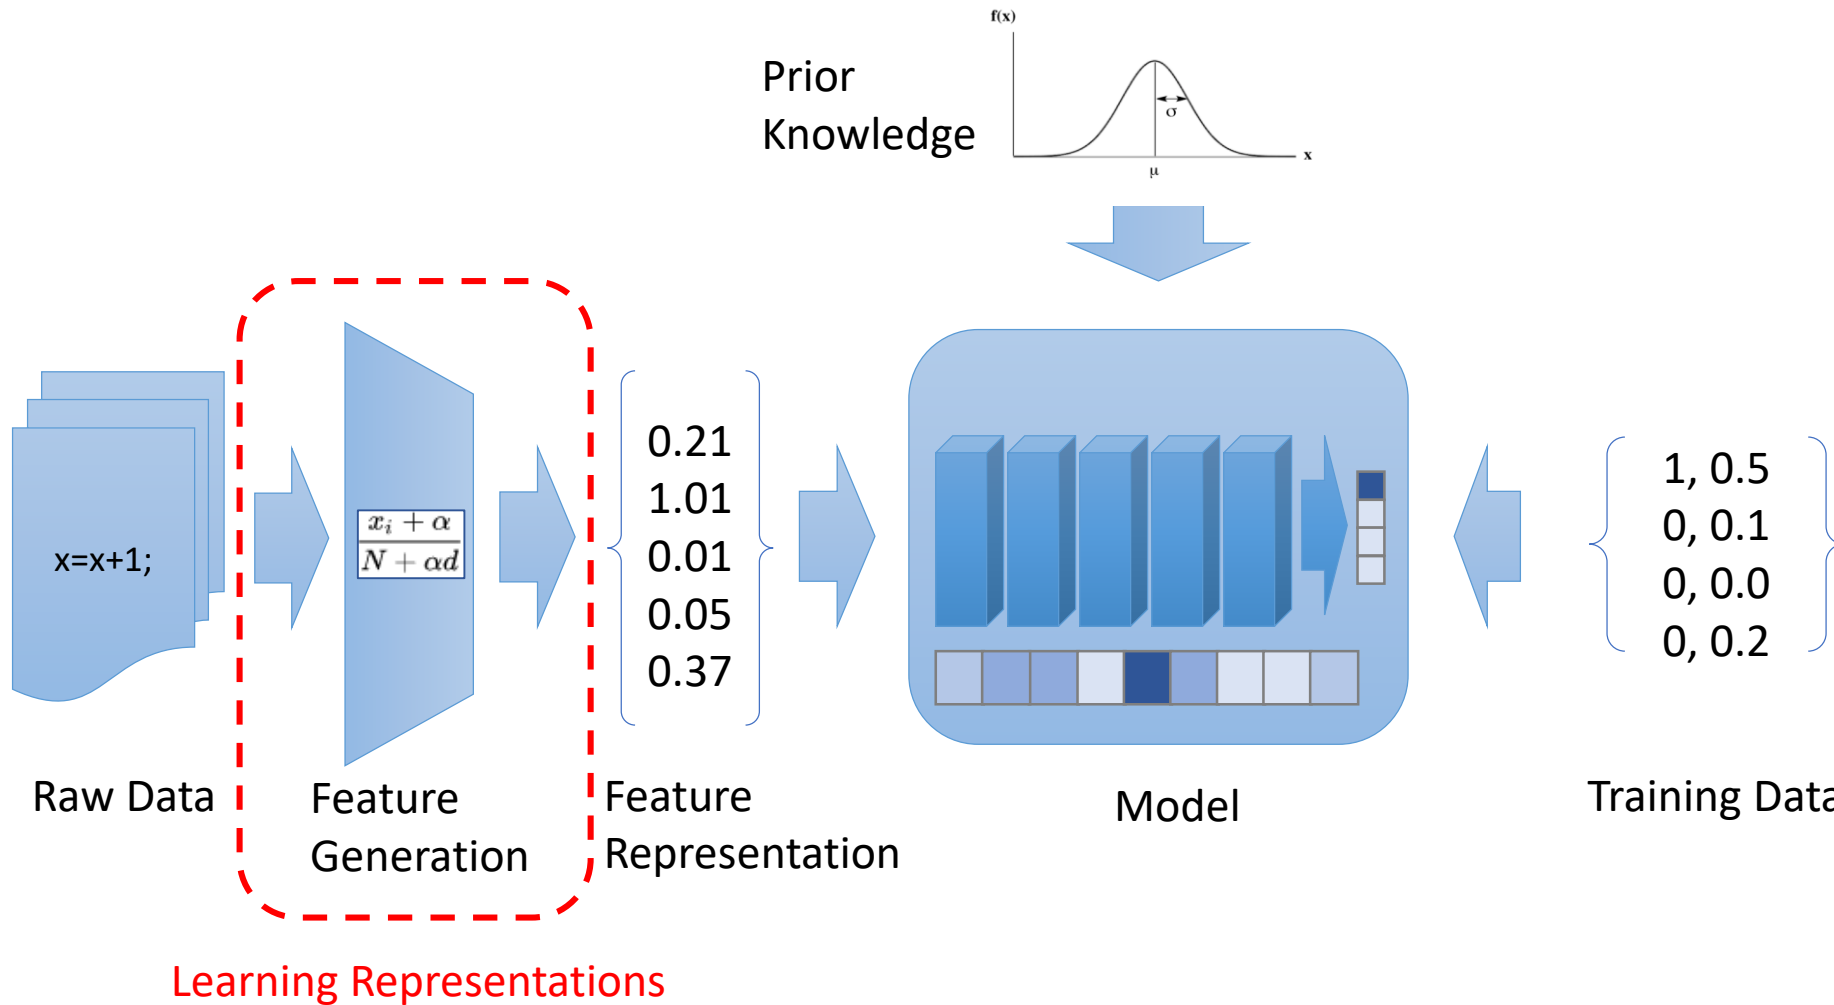 f(x)
Prior
Knowledge
σ
x
μ
x=x+1;
x_i + α
N + αd
0.21
1.01
0.01
0.05
0.37
1, 0.5
0, 0.1
0, 0.0
0, 0.2
Raw Data
Feature
Generation
Feature
Representation
Model
Training Data
Learning Representations